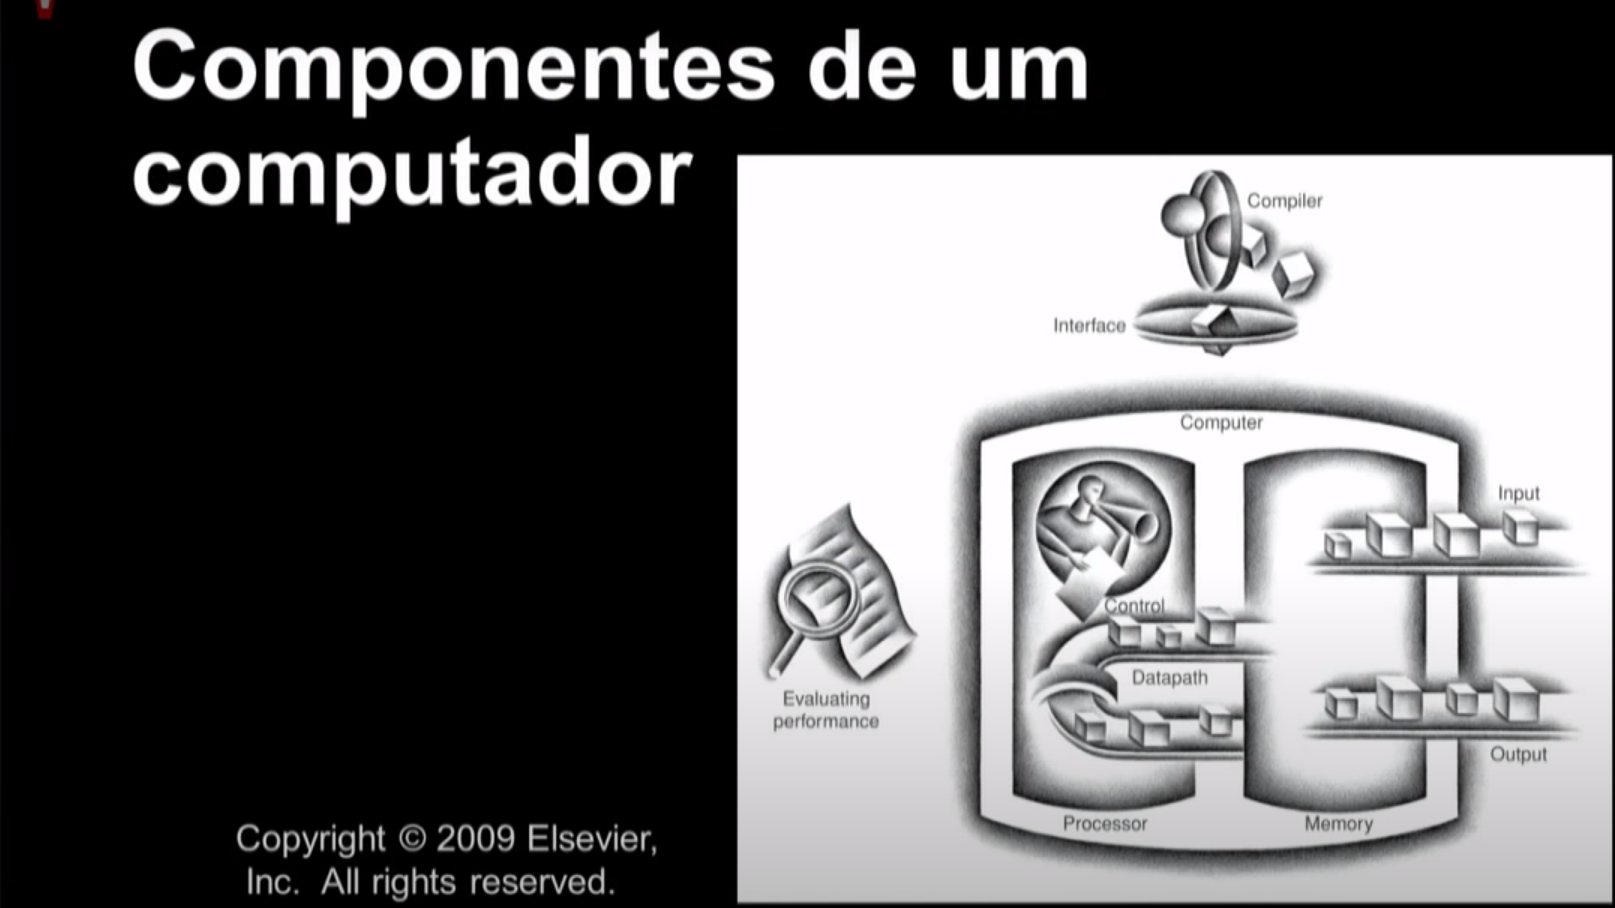 Componentes de um
computador
Compiler
Interface
Computer
Input
Control
Datapath
Evaluating
performance
Output
Processor
Memory
Copyright © 2009 Elsevier,
Inc.  All rights reserved.